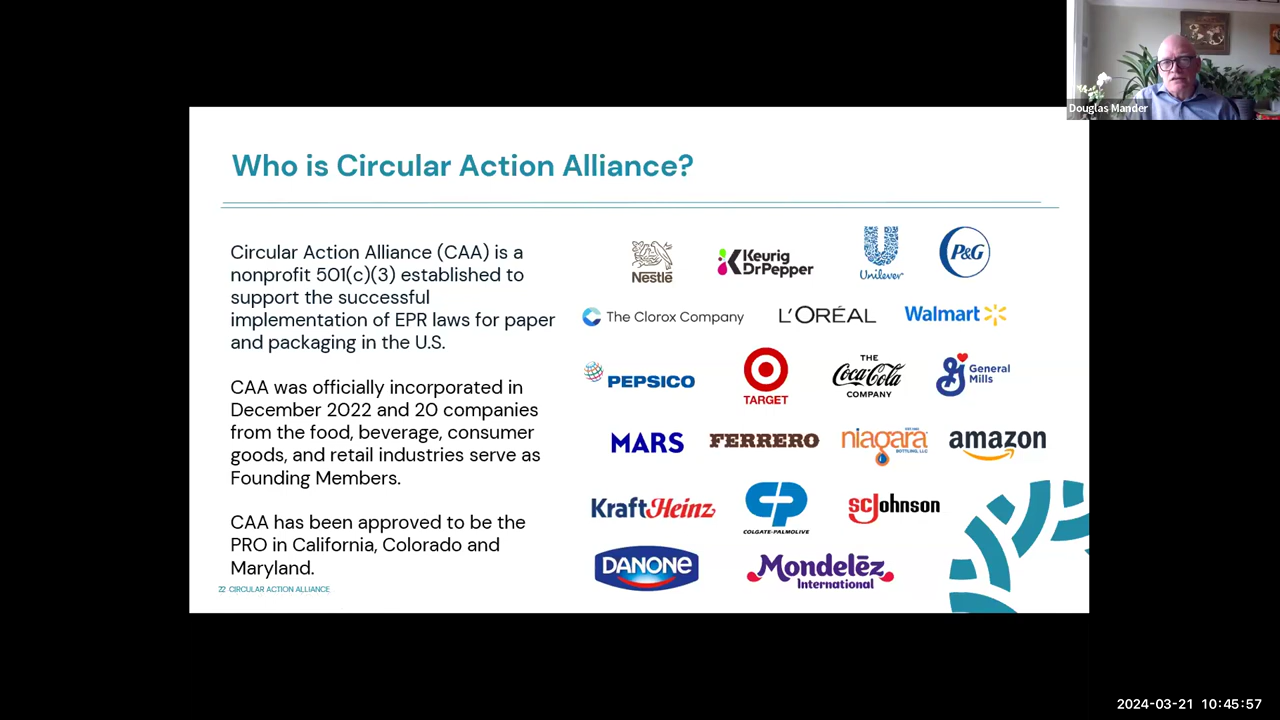 Douglas Mander
Who is Circular Action Alliance?
Circular Action Alliance (CAA) is a
nonprofit 501(c)(3) established to
support the successful
implementation of EPR laws for paper
and packaging in the U.S.
CAA was officially incorporated in
December 2022 and 20 companies
from the food, beverage, consumer
goods, and retail industries serve as
Founding Members.
CAA has been approved to be the
PRO in California, Colorado and
Maryland.
22 CIRCULAR ACTION ALLIANCE
Nestlē
Keurig
DrPepper
Unilever
P&G
The Clorox Company
L'ORÉAL
Walmart
PEPSICO
TARGET
THE
Coca-Cola
COMPANY
General
Mills
MARS
FERRERO
niagara
BOTTLING, LLC
amazon
KraftHeinz
COLGATE-PALMOLIVE
scJohnson
DANONE
Mondelēz
International
2024-03-21 10:45:57